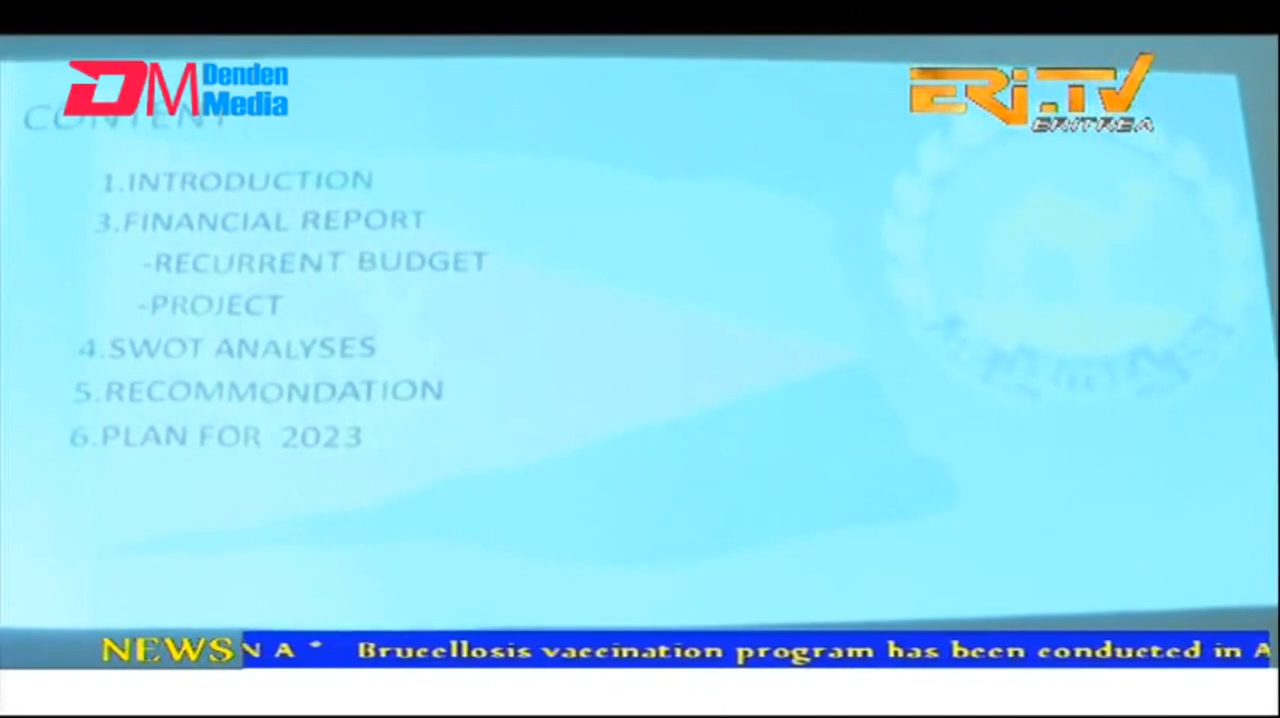 DM Denden Media
ERi.TV
ERITREA
CONTENT
1.INTRODUCTION
3.FINANCIAL REPORT
-RECURRENT BUDGET
-PROJECT
4.SWOT ANALYSES
5.RECOMMONDATION
6.PLAN FOR 2023
NEWS N A * Brucellosis vaccination program has been conducted in A